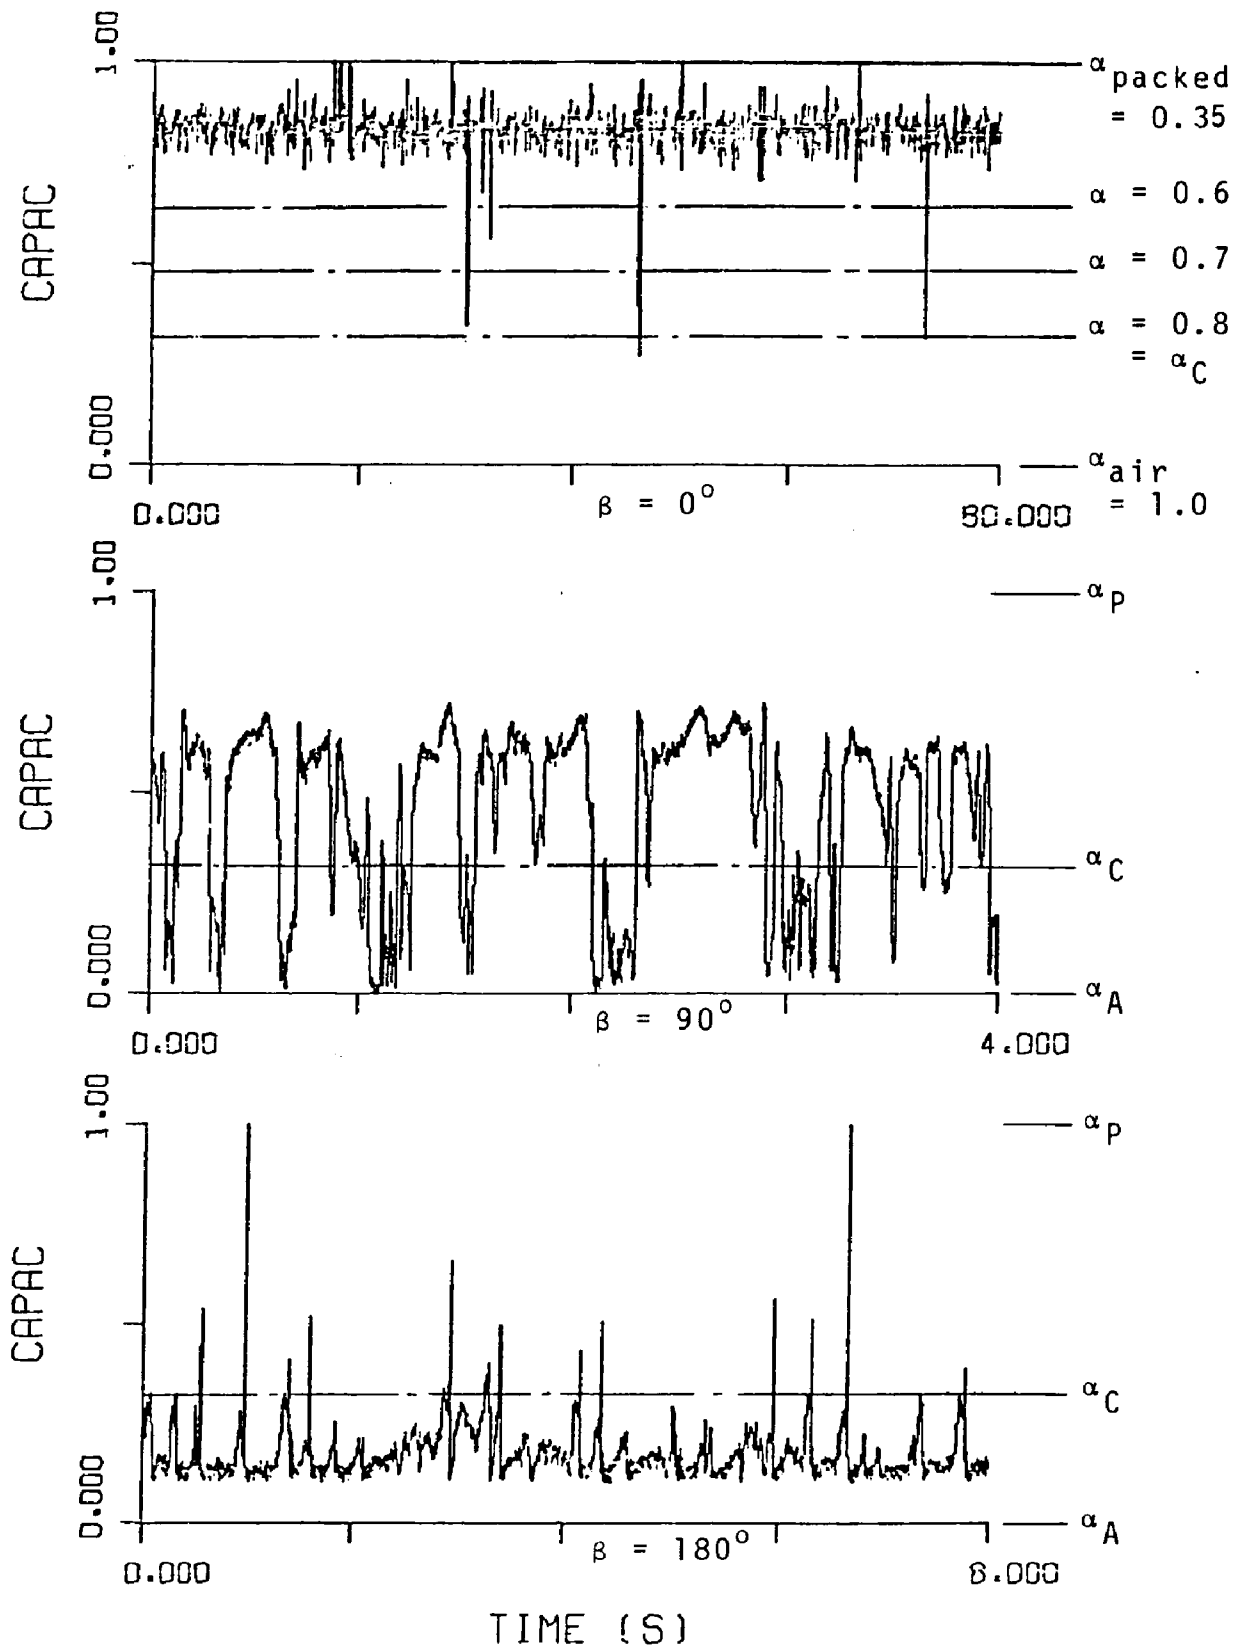 1.00
α packed
= 0.35
α = 0.6
CAPAC
α = 0.7
α = 0.8
= αC
0.000
α air
= 1.0
0.000
β = 0°
1.00
αP
CAPAC
αC
0.000
αA
0.000
β = 90°
4.000
1.00
αP
CAPAC
αC
0.000
αA
0.000
β = 180°
TIME (S)